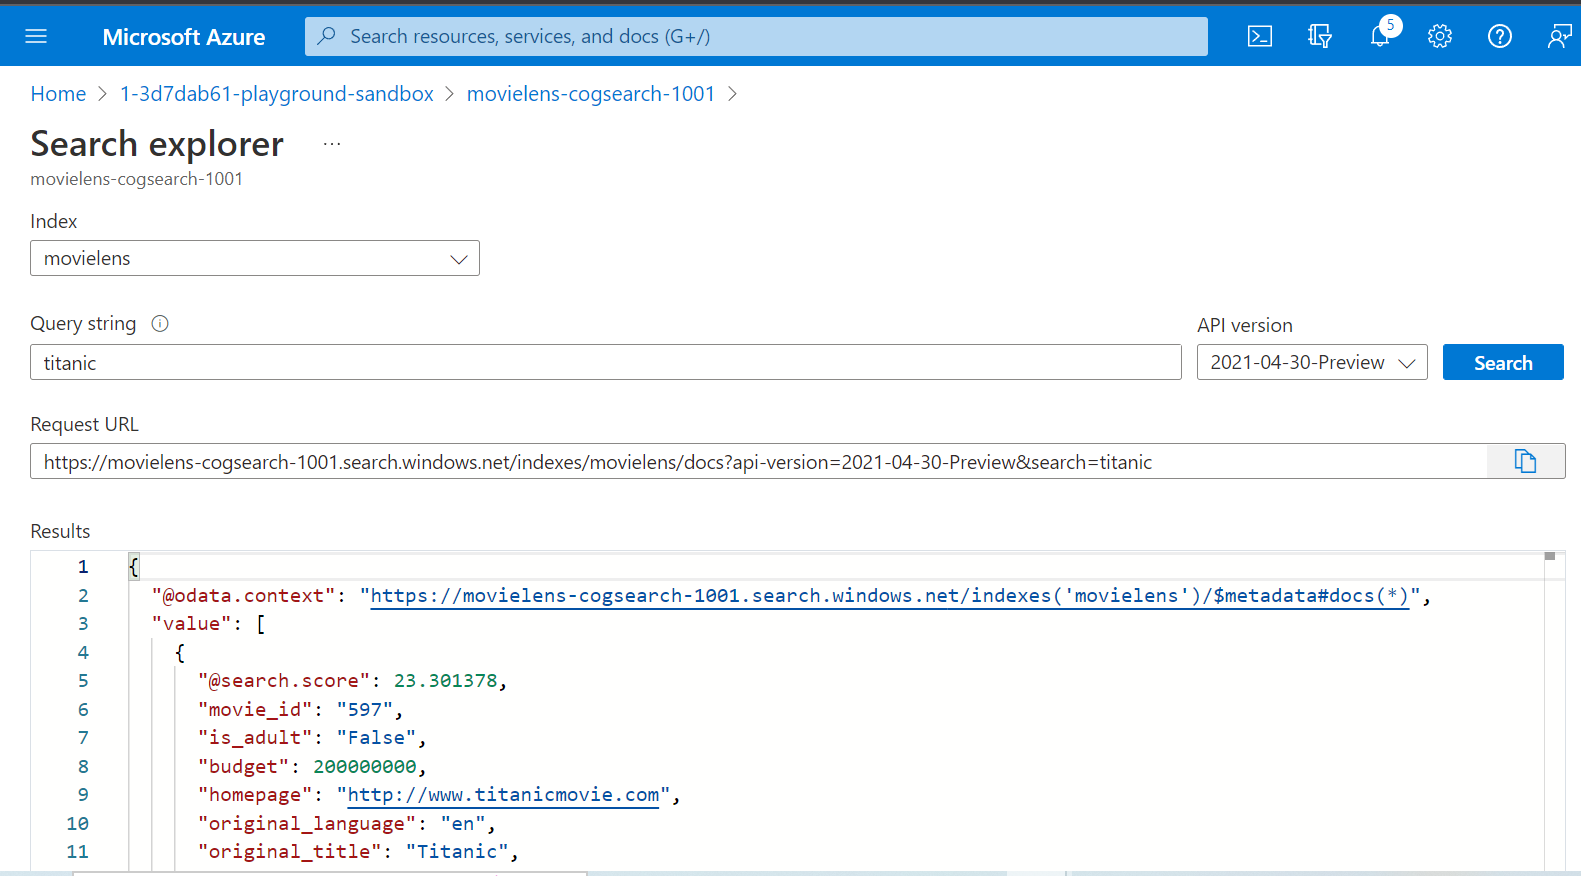 Microsoft Azure
Search resources, services, and docs (G+/)
5
Home > 1-3d7dab61-playground-sandbox > movielens-cogsearch-1001 >
Search explorer ...
movielens-cogsearch-1001
Index
movielens
Query string
API version
titanic
2021-04-30-Preview
Search
Request URL
https://movielens-cogsearch-1001.search.windows.net/indexes/movielens/docs?api-version=2021-04-30-Preview&search=titanic
Results
1 {
2 "@odata.context": "https://movielens-cogsearch-1001.search.windows.net/indexes('movielens')/$metadata#docs(*)",
3 "value": [
4 {
5 "@search.score": 23.301378,
6 "movie_id": "597",
7 "is_adult": "False",
8 "budget": 200000000,
9 "homepage": "http://www.titanicmovie.com",
10 "original_language": "en",
11 "original_title": "Titanic",